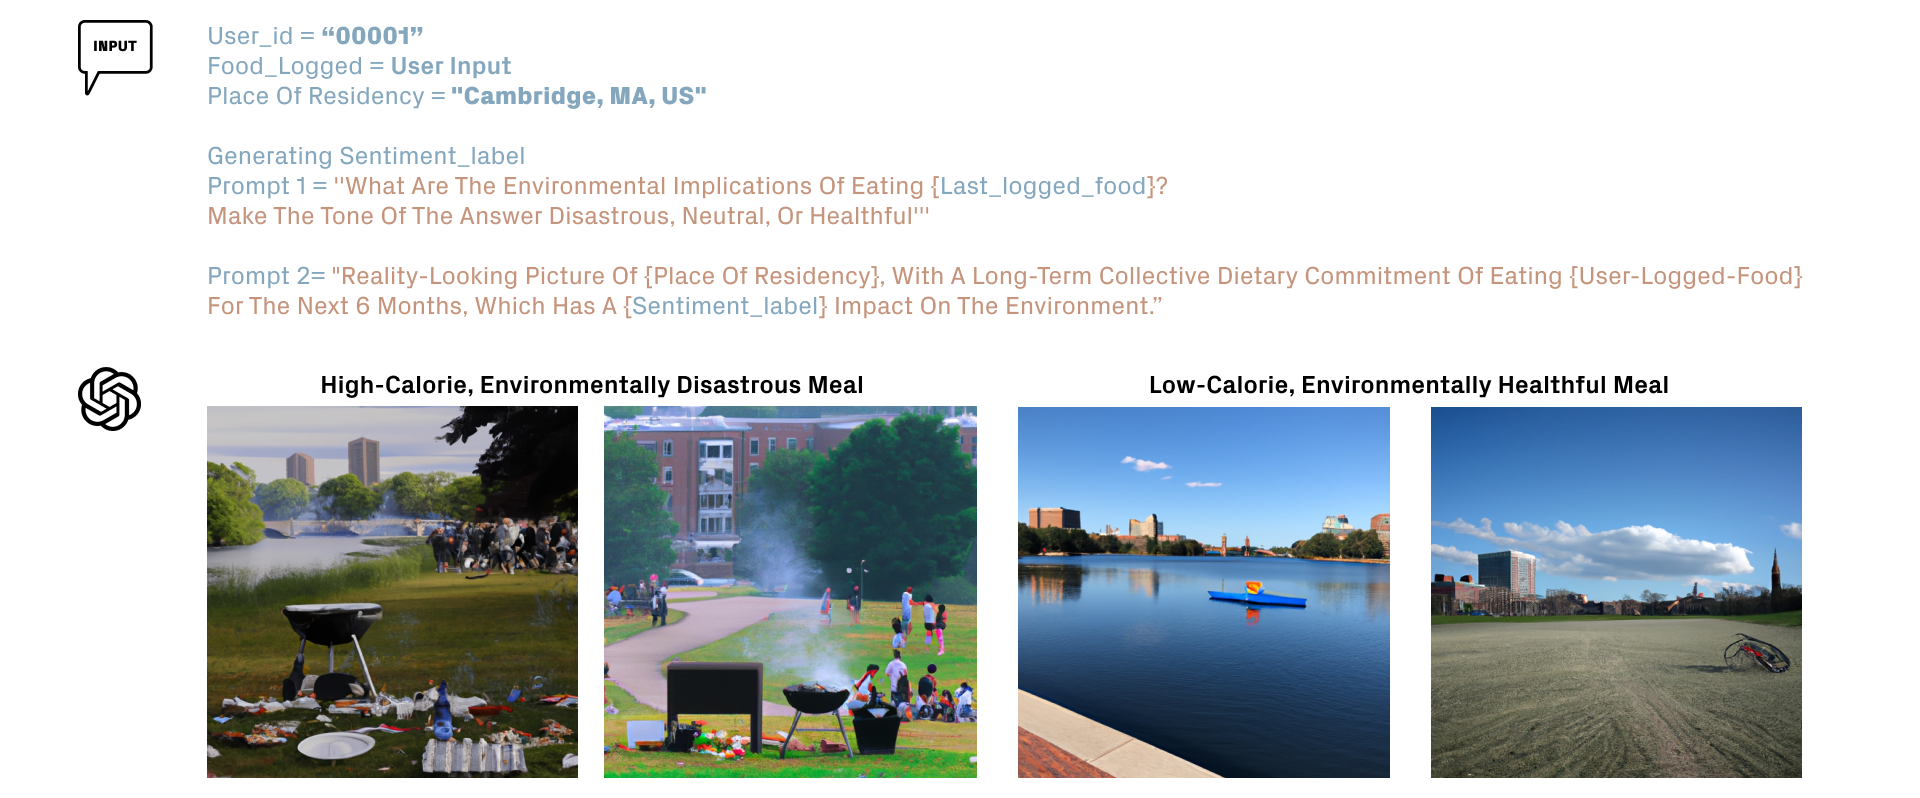 INPUT
User_id = “00001”
Food_Logged = User Input
Place Of Residency = "Cambridge, MA, US"
Generating Sentiment_label
Prompt 1 = ''What Are The Environmental Implications Of Eating {Last_logged_food}?
Make The Tone Of The Answer Disastrous, Neutral, Or Healthful'''
Prompt 2= "Reality-Looking Picture Of {Place Of Residency}, With A Long-Term Collective Dietary Commitment Of Eating {User-Logged-Food}
For The Next 6 Months, Which Has A {Sentiment_label} Impact On The Environment.”
High-Calorie, Environmentally Disastrous Meal
Low-Calorie, Environmentally Healthful Meal